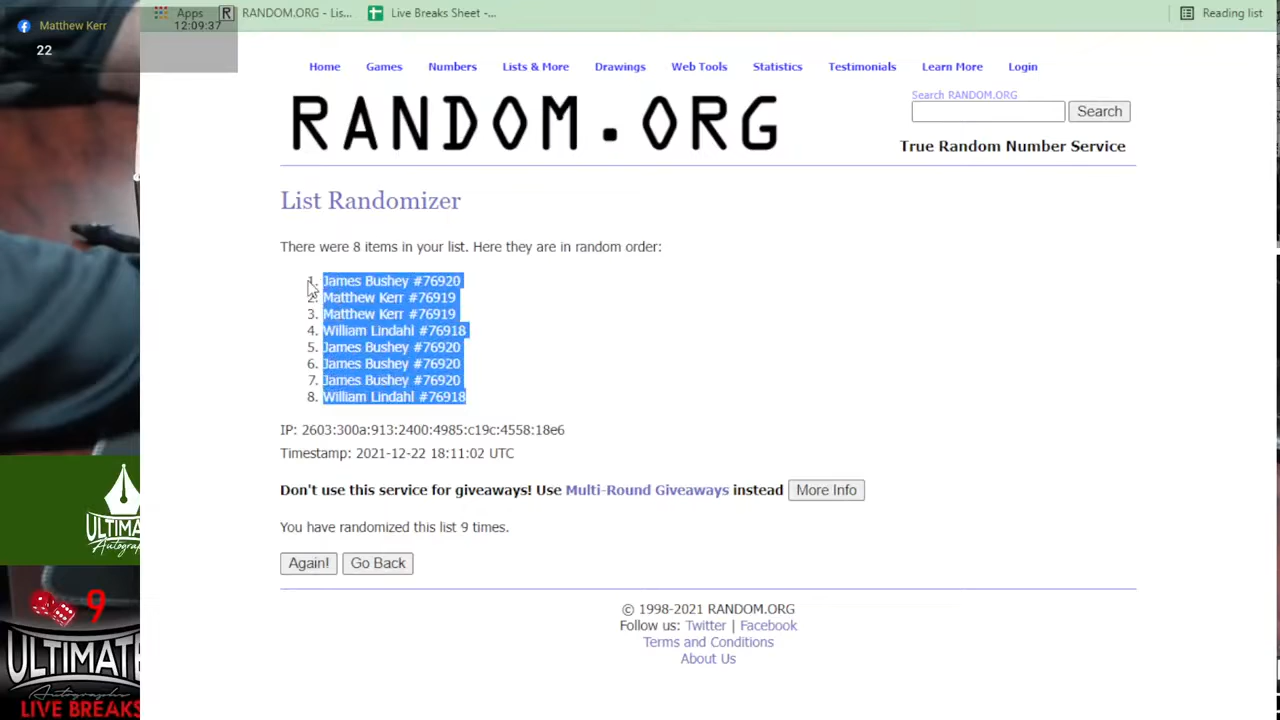 Matthew Kerr
22
Apps
RANDOM.ORG - Lis...
Live Breaks Sheet -...
Reading list
12:09:37
Home Games Numbers Lists & More Drawings Web Tools Statistics Testimonials Learn More Login
RANDOM.ORG
Search RANDOM.ORG
Search
True Random Number Service
List Randomizer
There were 8 items in your list. Here they are in random order:
1. James Bushey #76920
2. Matthew Kerr #76919
3. Matthew Kerr #76919
4. William Lindahl #76918
5. James Bushey #76920
6. James Bushey #76920
7. James Bushey #76920
8. William Lindahl #76918
IP: 2603:300a:913:2400:4985:c19c:4558:18e6
Timestamp: 2021-12-22 18:11:02 UTC
Don't use this service for giveaways! Use Multi-Round Giveaways instead More Info
You have randomized this list 9 times.
Again! Go Back
© 1998-2021 RANDOM.ORG
Follow us: Twitter | Facebook
Terms and Conditions
About Us
ULTIMA
Autograph
9
ULTIMATE
Autographs
LIVE BREAKS